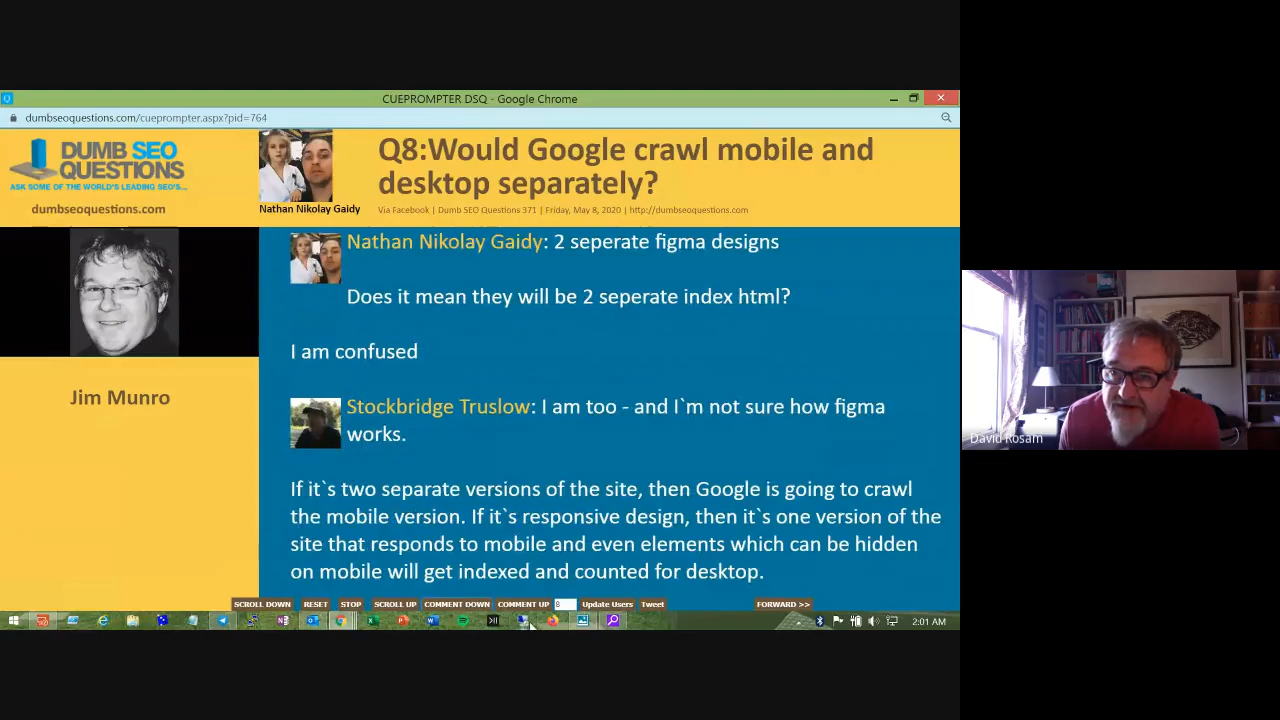 CUEPROMPTER DSQ - Google Chrome
dumbseoquestions.com/cueprompter.aspx?pid=764
DUMB SEO
QUESTIONS
ASK SOME OF THE WORLD'S LEADING SEO'S...
dumbseoquestions.com
Nathan Nikolay Gaidy
Q8:Would Google crawl mobile and
desktop separately?
Via Facebook | Dumb SEO Questions 371 | Friday, May 8, 2020 | http://dumbseoquestions.com
Jim Munro
Nathan Nikolay Gaidy: 2 seperate figma designs
Does it mean they will be 2 seperate index html?
I am confused
Stockbridge Truslow: I am too - and I`m not sure how figma
works.
If it`s two separate versions of the site, then Google is going to crawl
the mobile version. If it`s responsive design, then it`s one version of the
site that responds to mobile and even elements which can be hidden
on mobile will get indexed and counted for desktop.
SCROLL DOWN RESET STOP SCROLL UP COMMENT DOWN COMMENT UP 8 Update Users Tweet FORWARD >>
2:01 AM
David Rosam